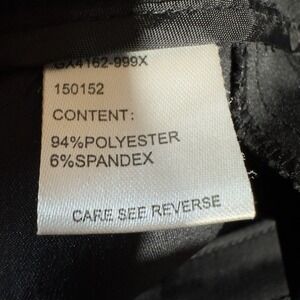 GX4162-999X
150152
CONTENT:
94%POLYESTER
6%SPANDEX
CARE SEE REVERSE